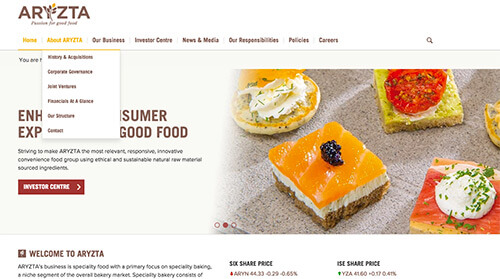 ARYZTA
Passion for good food
Home About ARYZTA Our Business Investor Centre News & Media Our Responsibilities Policies Careers
You are h
History & Acquisitions
Corporate Governance
Joint Ventures
Financials At A Glance
Our Structure
Contact
ENH SUMER
EXP GOOD FOOD
Striving to make ARYZTA the most relevant, responsive, innovative
convenience food group using ethical and sustainable natural raw material
sourced ingredients.
INVESTOR CENTRE
WELCOME TO ARYZTA
ARYZTA's business is speciality food with a primary focus on speciality baking,
a niche segment of the overall bakery market. Speciality bakery consists of
SIX SHARE PRICE
ARYN 44.33 -0.29 -0.65%
ISE SHARE PRICE
YZA 41.60 +0.17 0.41%